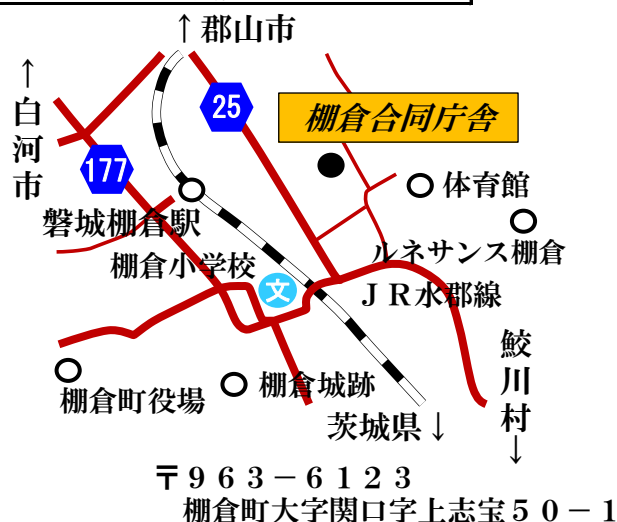 ↑郡山市
↑
白河市
25
棚倉合同庁舎
177
体育館
磐城棚倉駅
ルネサンス棚倉
棚倉小学校
文
ＪＲ水郡線
鮫川村↓
棚倉町役場
棚倉城跡
茨城県↓
〒９６３－６１２３
棚倉町大字関口字上志宝５０－１